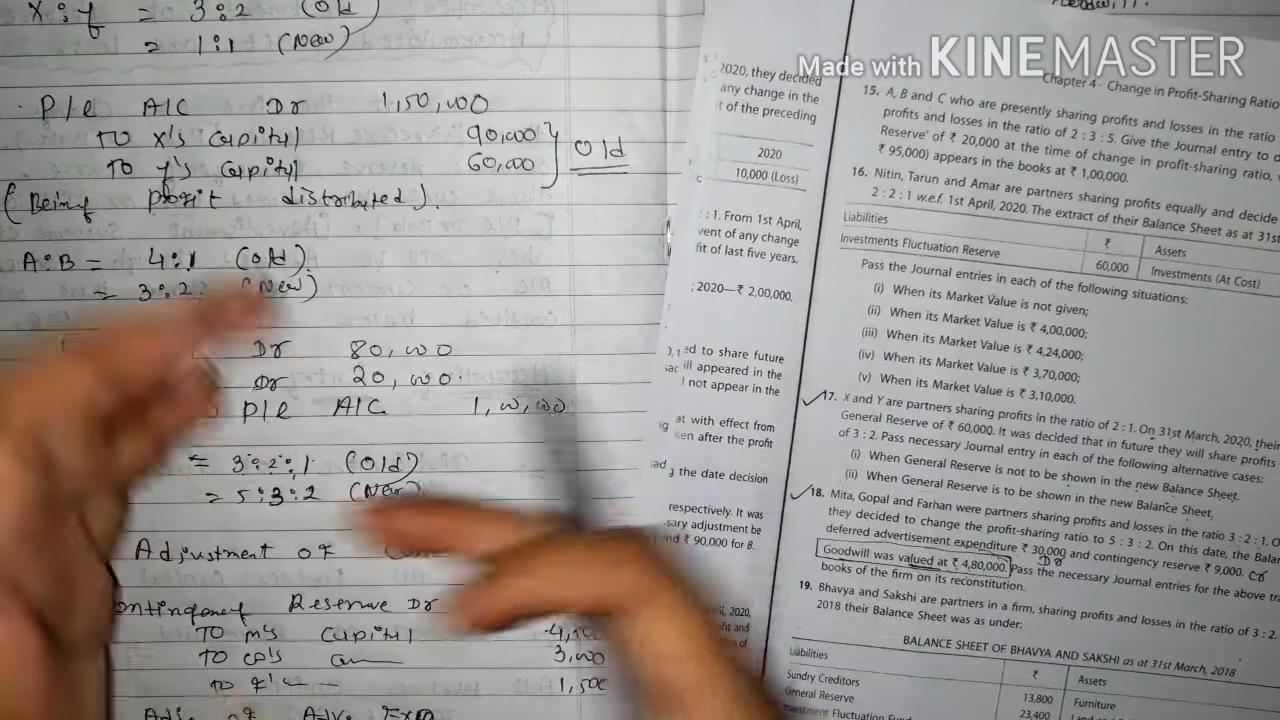 X : Y = 3:2 (Old)
= 1:1 (New)
P/L A/C Dr 1,50,000
To X's Capital 90,000
To Y's Capital 60,000
Old
(Being profit distributed).
A:B = 4:1 (Old)
= 3:2 (New)
Dr 80,000
Dr 20,000
P/L A/C 1,00,000
= 3:2:1 (Old)
= 5:3:2 (New)
Adjustment of
ontingency Reserve Dr
To M's Capital 4,500
To G's 3,000
To F's 1,500
Adj. of Adv. Exp
Made with KINEMASTER
2020, they decided
any change in the
t of the preceding
2020
10,000 (Loss)
: 1. From 1st April,
vent of any change
fit of last five years.
; 2020—₹ 2,00,000.
ed to share future
ill appeared in the
not appear in the
at with effect from
ken after the profit
the date decision
respectively. It was
sary adjustment be
nd ₹ 90,000 for B.
2020,
ofit and
Chapter 4 · Change in Profit-Sharing Ratio
15. A, B and C who are presently sharing profits and losses in the ratio
profits and losses in the ratio of 2 : 3 : 5. Give the Journal entry to d
Reserve' of ₹ 20,000 at the time of change in profit-sharing ratio,
₹ 95,000) appears in the books at ₹ 1,00,000.
16. Nitin, Tarun and Amar are partners sharing profits equally and decide
2 : 2 : 1 w.e.f. 1st April, 2020. The extract of their Balance Sheet as at 31st
Liabilities ₹ Assets
Investments Fluctuation Reserve 60,000 Investments (At Cost)
Pass the Journal entries in each of the following situations:
(i) When its Market Value is not given;
(ii) When its Market Value is ₹ 4,00,000;
(iii) When its Market Value is ₹ 4,24,000;
(iv) When its Market Value is ₹ 3,70,000;
(v) When its Market Value is ₹ 3,10,000.
17. X and Y are partners sharing profits in the ratio of 2 : 1. On 31st March, 2020, their
General Reserve of ₹ 60,000. It was decided that in future they will share profits
of 3 : 2. Pass necessary Journal entry in each of the following alternative cases:
(i) When General Reserve is not to be shown in the new Balance Sheet.
(ii) When General Reserve is to be shown in the new Balance Sheet.
18. Mita, Gopal and Farhan were partners sharing profits and losses in the ratio 3 : 2 : 1. O
they decided to change the profit-sharing ratio to 5 : 3 : 2. On this date, the Balan
deferred advertisement expenditure ₹ 30,000 and contingency reserve ₹ 9,000. Cr
Dr
Goodwill was valued at ₹ 4,80,000. Pass the necessary Journal entries for the above tra
books of the firm on its reconstitution.
19. Bhavya and Sakshi are partners in a firm, sharing profits and losses in the ratio of 3 : 2.
2018 their Balance Sheet was as under:
BALANCE SHEET OF BHAVYA AND SAKSHI as at 31st March, 2018
Liabilities ₹ Assets
Sundry Creditors 13,800 Furniture
General Reserve 23,400
Investment Fluctuation Fund